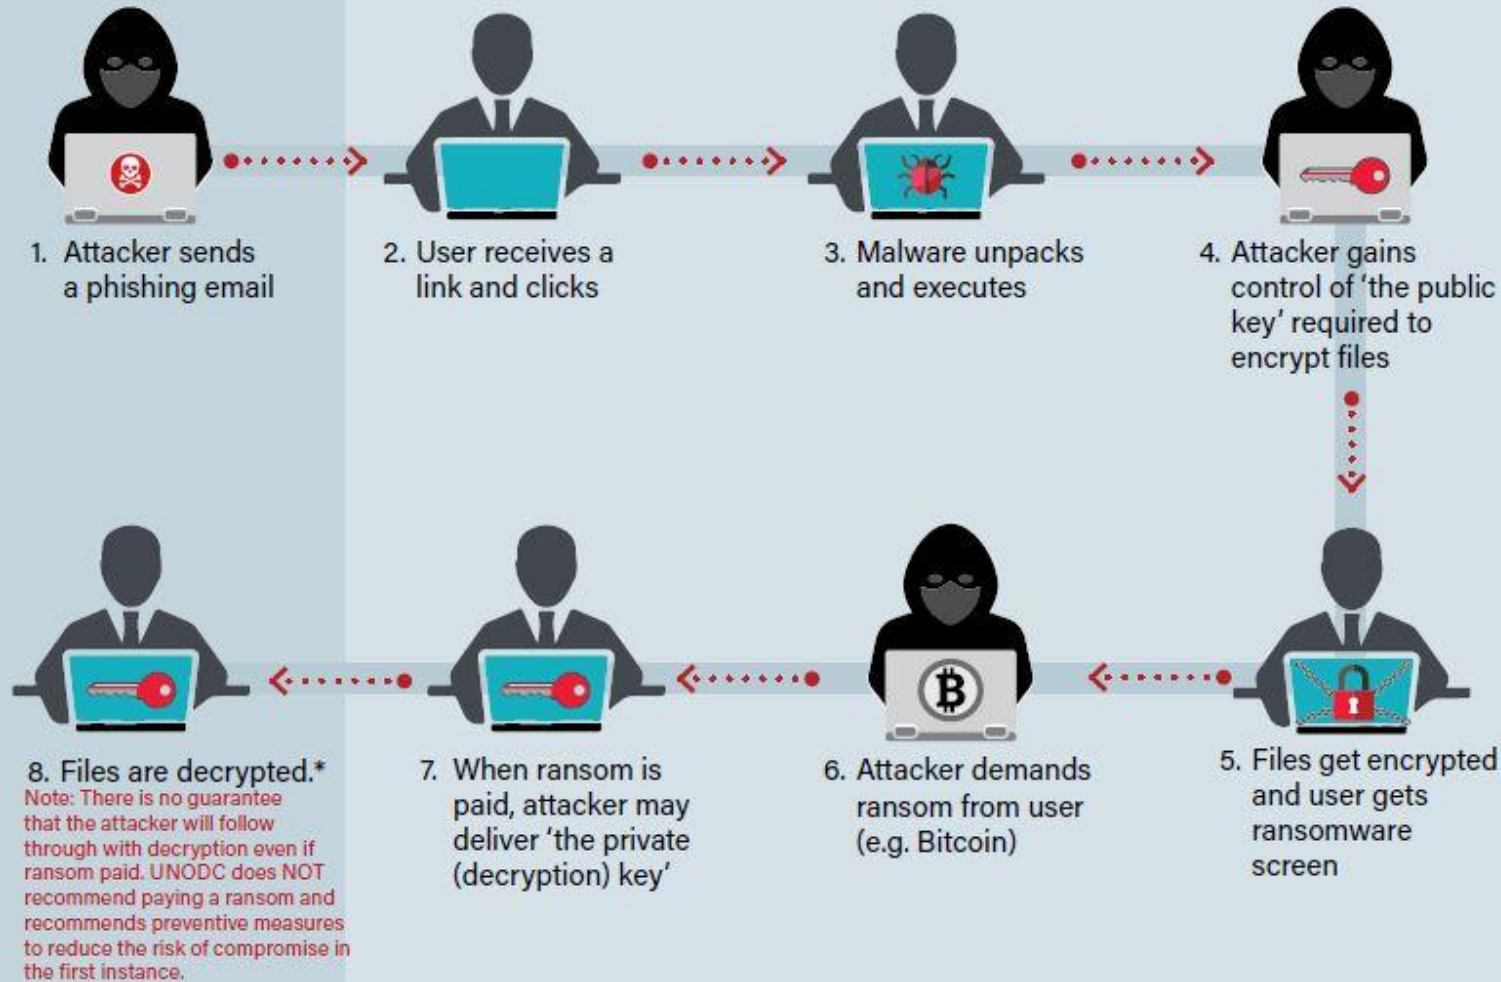 1. Attacker sends
a phishing email
2. User receives a
link and clicks
3. Malware unpacks
and executes
4. Attacker gains
control of ‘the public
key’ required to
encrypt files
5. Files get encrypted
and user gets
ransomware
screen
6. Attacker demands
ransom from user
(e.g. Bitcoin)
7. When ransom is
paid, attacker may
deliver ‘the private
(decryption) key’
8. Files are decrypted.*
Note: There is no guarantee
that the attacker will follow
through with decryption even if
ransom paid. UNODC does NOT
recommend paying a ransom and
recommends preventive measures
to reduce the risk of compromise in
the first instance.